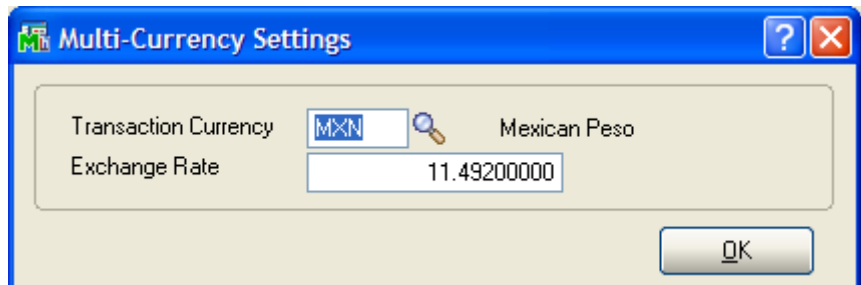 Multi-Currency Settings
Transaction Currency MXN Mexican Peso
Exchange Rate 11.49200000
OK